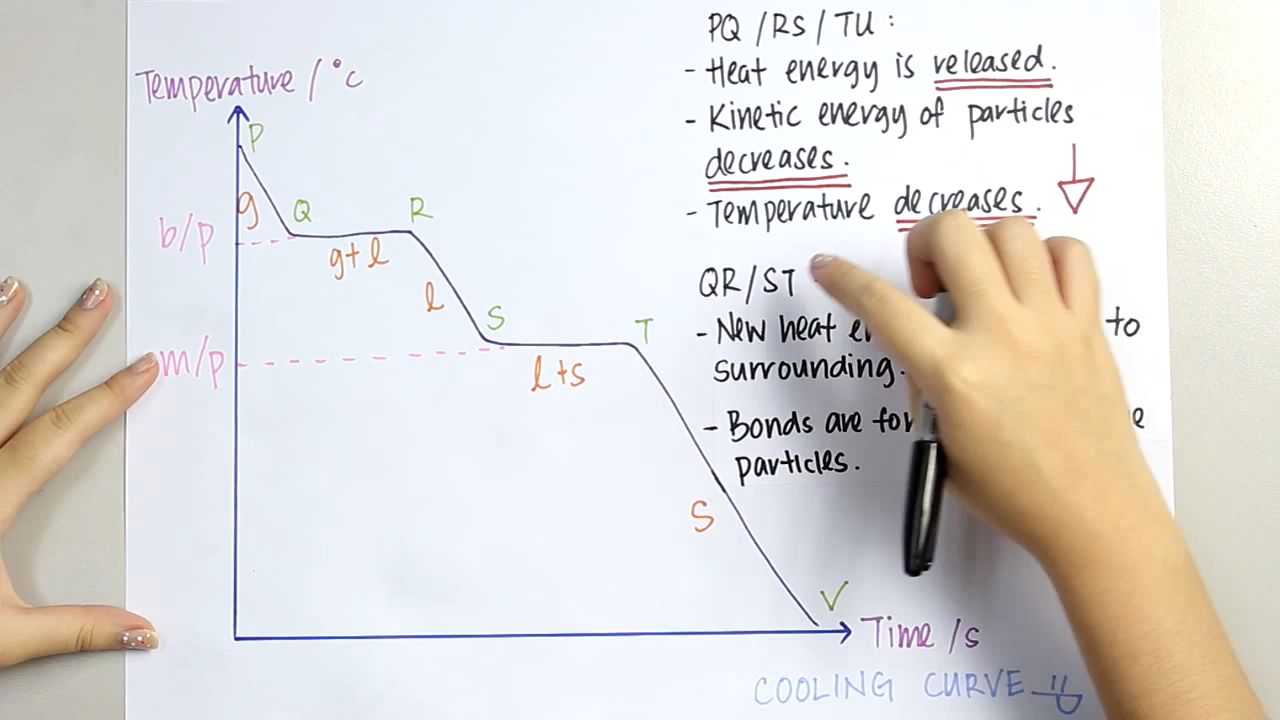 PQ / RS / TU :
- Heat energy is released.
- Kinetic energy of particles
decreases.
- Temperature decreases.
QR / ST
- New heat to
surrounding.
- Bonds are
particles.
Temperature / °c
P
g
Q
R
b/p
g + l
l
S
T
m/p
l + s
S
V
Time / s
COOLING CURVE